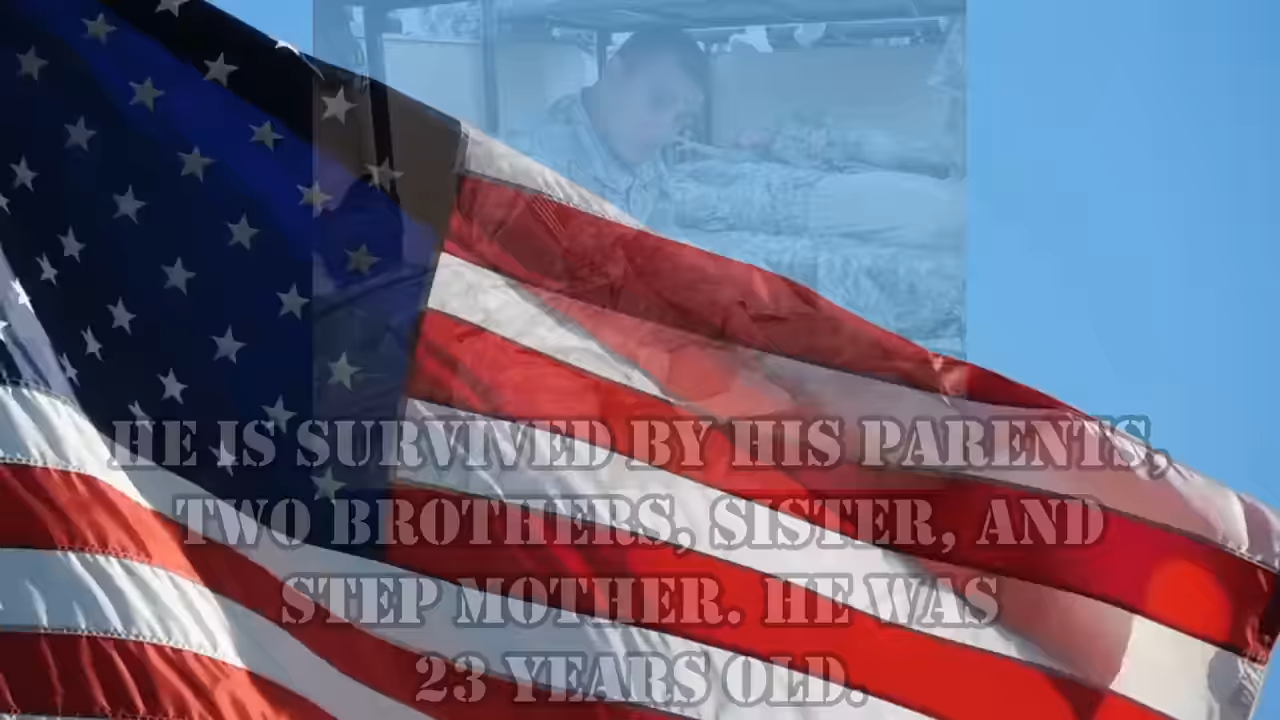 HE IS SURVIVED BY HIS PARENTS,
TWO BROTHERS, SISTER, AND
STEP MOTHER. HE WAS
23 YEARS OLD.